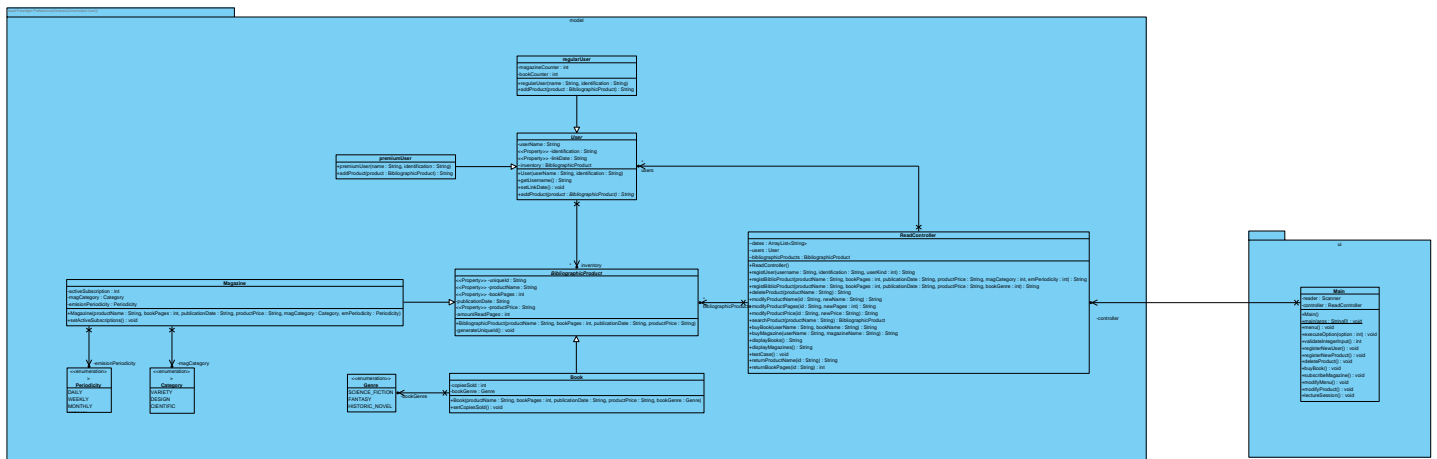 model
regularUser
-magazineCounter : int
-bookCounter : int
+regularUser(name : String, identification : String)
+addProduct(product : BibliographicProduct) : String
User
-userName : String
<<Property>> -identification : String
<<Property>> -linkDate : String
-inventory : BibliographicProduct
+User(userName : String, identification : String)
+getUsername() : String
+setLinkDate() : void
+addProduct(product : BibliographicProduct) : String
premiumUser
+premiumUser(name : String, identification : String)
+addProduct(product : BibliographicProduct) : String
*
users
ReadController
-dates : ArrayList<String>
-users : User
-bibliographicProducts : BibliographicProduct
+ReadController()
+registUser(username : String, identification : String, userKind : int) : String
+registrBiblioProduct(productName : String, bookPages : int, publicationDate : String, productPrice : String, magCategory : int, emPeriodicity : int) : String
+registrBiblioProduct(productName : String, bookPages : int, publicationDate : String, productPrice : String, bookGenre : int) : String
+deleteProduct(productName : String) : String
+modifyProductName(id : String, newName : String) : String
+modifyProductPages(id : String, newPages : int) : String
+modifyProductPrice(id : String, newPrice : String) : String
+searchProduct(productName : String) : BibliographicProduct
+buyBook(userName : String, bookName : String) : String
+buyMagazine(userName : String, magazineName : String) : String
+displayBooks() : String
+displayMagazines() : String
+testCase() : void
+returnProductName(id : String) : String
+returnBookPages(id : String) : int
*
inventory
BibliographicProduct
<<Property>> -uniqueId : String
<<Property>> -productName : String
<<Property>> -bookPages : int
-publicationDate : String
<<Property>> -productPrice : String
-amountReadPages : int
+BibliographicProduct(productName : String, bookPages : int, publicationDate : String, productPrice : String)
-generateUniqueId() : void
Magazine
-activeSubscription : int
-magCategory : Category
-emisionPeriodicity : Periodicity
+Magazine(productName : String, bookPages : int, publicationDate : String, productPrice : String, magCategory : Category, emPeriodicity : Periodicity)
+setActiveSubscriptions() : void
-emisionPeriodicity
-magCategory
<<enumeration>
>
Periodicity
DAILY
WEEKLY
MONTHLY
<<enumeration>
>
Category
VARIETY
DESIGN
CIENTIFIC
<<enumeration>>
Genre
SCIENCE_FICTION
FANTASY
HISTORIC_NOVEL
-bookGenre
Book
-copiesSold : int
-bookGenre : Genre
+Book(productName : String, bookPages : int, publicationDate : String, productPrice : String, bookGenre : Genre)
+setCopiesSold() : void
-controller
ui
Main
-reader : Scanner
-controller : ReadController
+Main()
+main(args : String[]) : void
+menu() : void
+executeOption(option : int) : void
+validateIntegerInput() : int
+registerNewUser() : void
+registerNewProduct() : void
+deleteProduct() : void
+buyBook() : void
+subscribeMagazine() : void
+modifyMenu() : void
+modifyProduct() : void
+lectureSession() : void